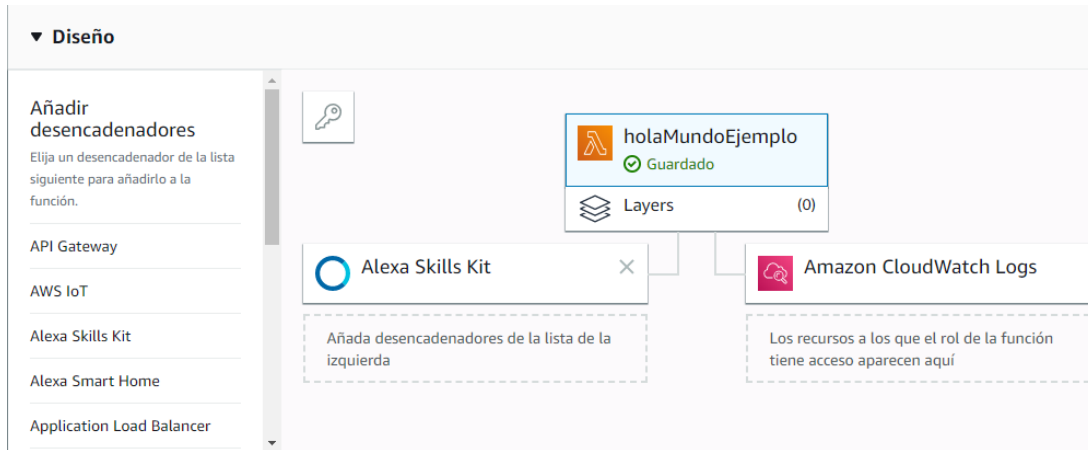 Diseño
Añadir
desencadenadores
Elija un desencadenador de la lista
siguiente para añadirlo a la
función.
API Gateway
AWS IoT
Alexa Skills Kit
Alexa Smart Home
Application Load Balancer
holaMundoEjemplo
Guardado
Layers (0)
Alexa Skills Kit
Añada desencadenadores de la lista de la
izquierda
Amazon CloudWatch Logs
Los recursos a los que el rol de la función
tiene acceso aparecen aquí